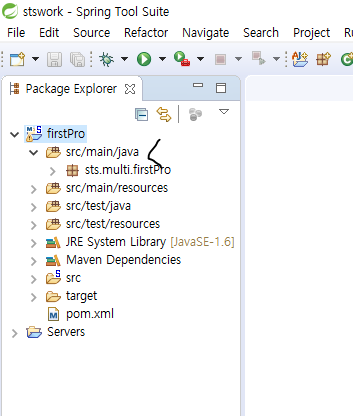 stswork - Spring Tool Suite
File Edit Source Refactor Navigate Search Project
Package Explorer
firstPro
src/main/java
sts.multi.firstPro
src/main/resources
src/test/java
src/test/resources
JRE System Library [JavaSE-1.6]
Maven Dependencies
src
target
pom.xml
Servers